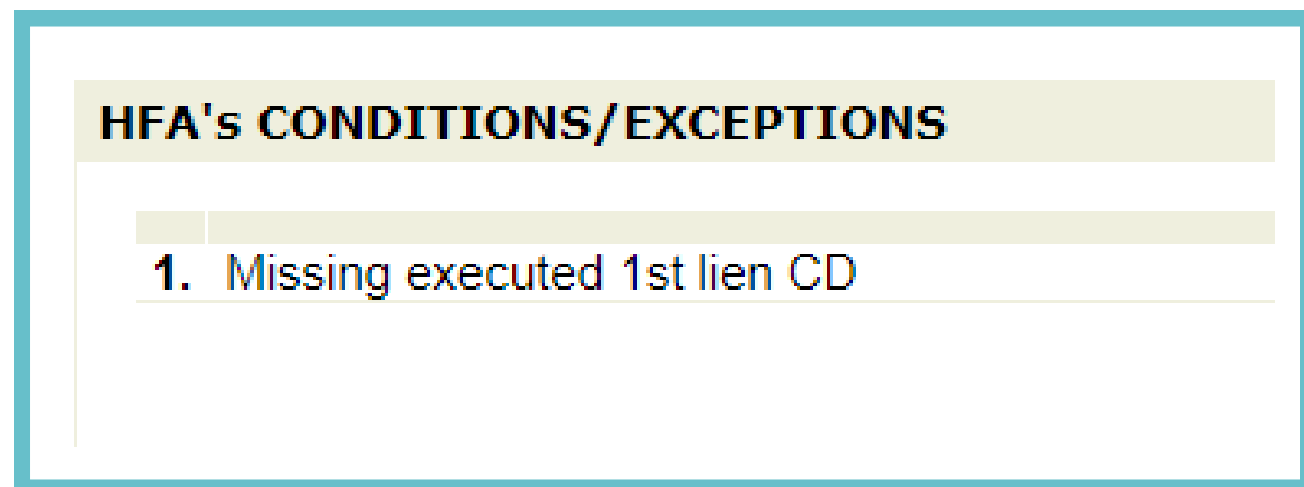 HFA's CONDITIONS/EXCEPTIONS
1. Missing executed 1st lien CD